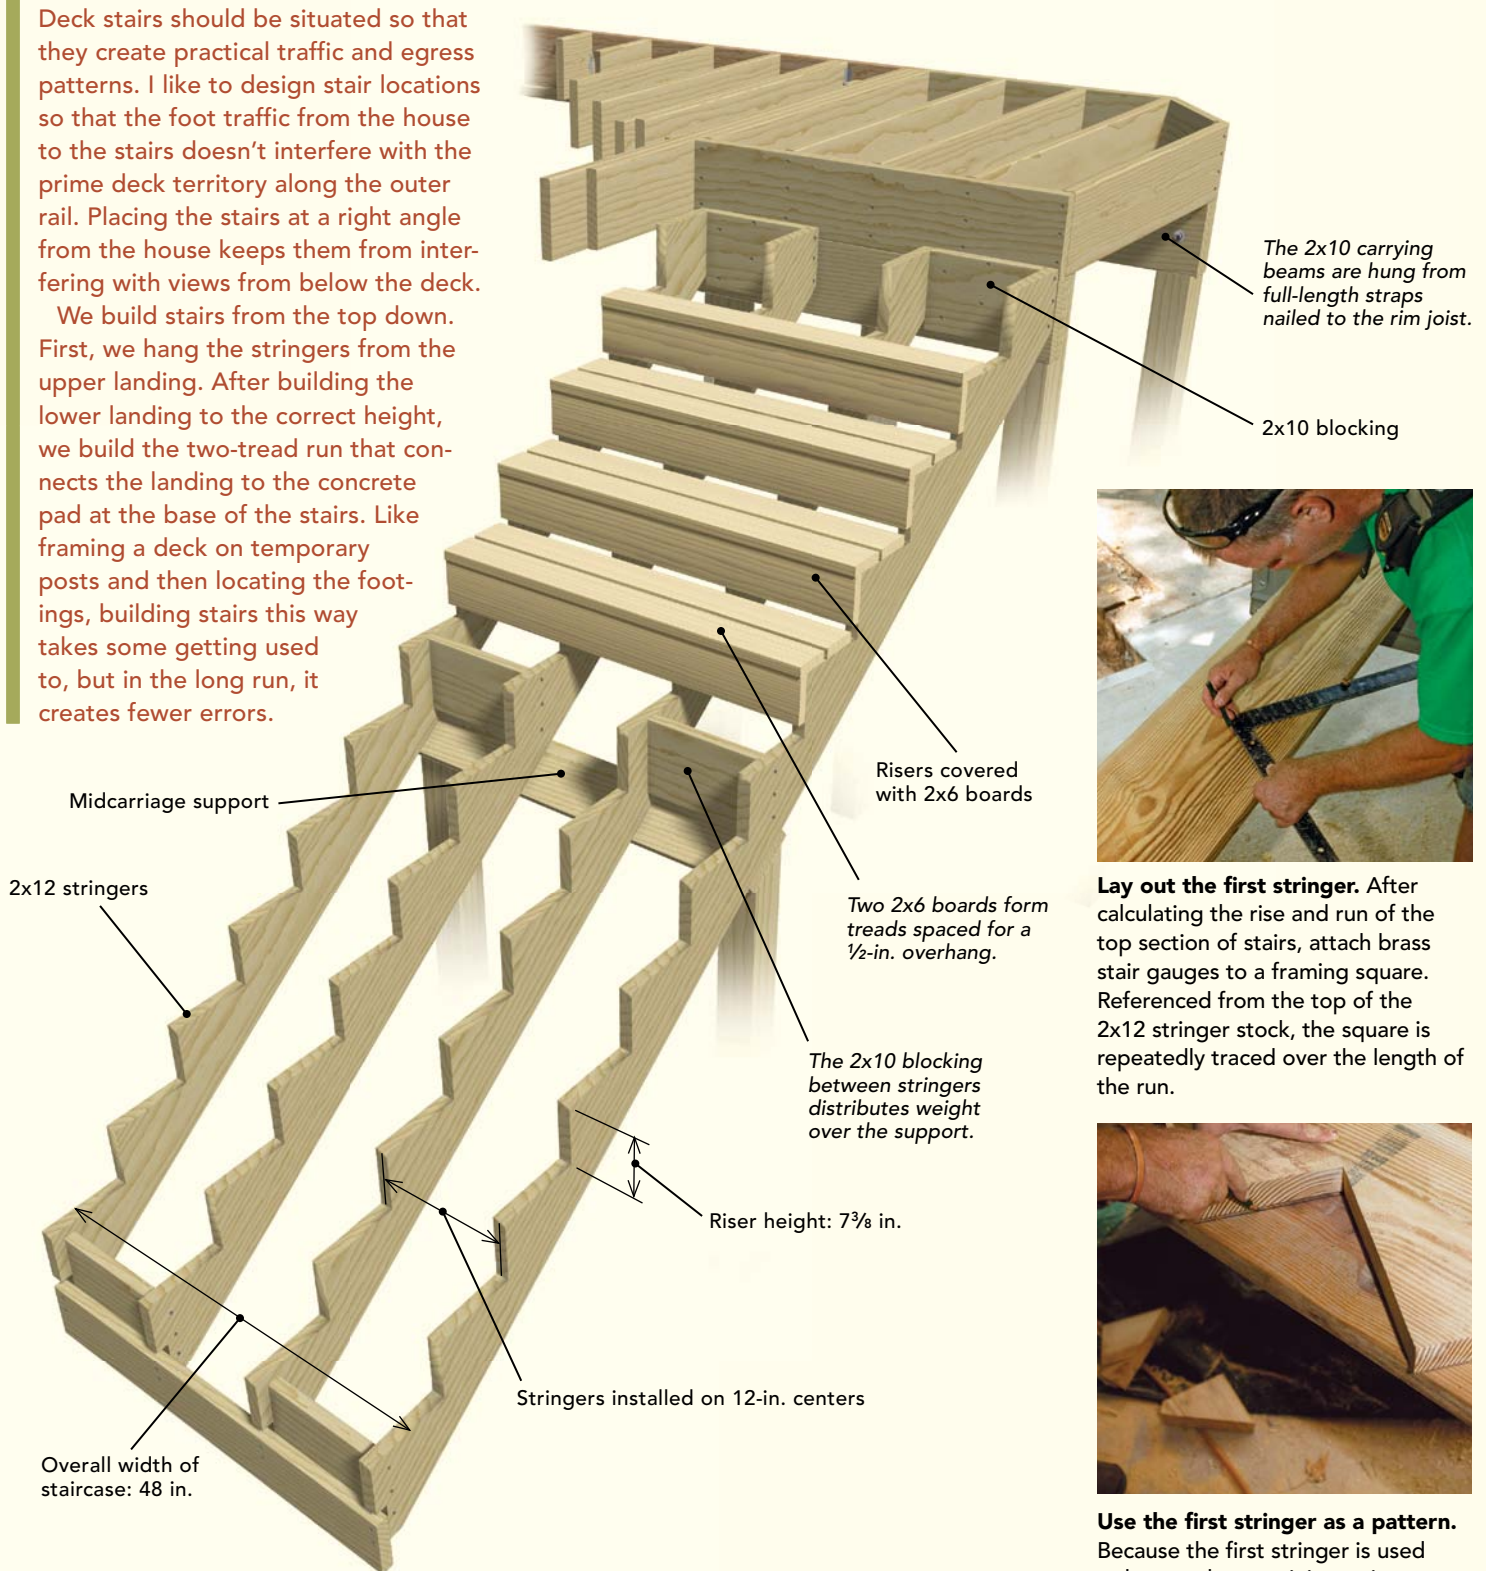 Deck stairs should be situated so that
they create practical traffic and egress
patterns. I like to design stair locations
so that the foot traffic from the house
to the stairs doesn’t interfere with the
prime deck territory along the outer
rail. Placing the stairs at a right angle
from the house keeps them from inter-
fering with views from below the deck.
We build stairs from the top down.
First, we hang the stringers from the
upper landing. After building the
lower landing to the correct height,
we build the two-tread run that con-
nects the landing to the concrete
pad at the base of the stairs. Like
framing a deck on temporary
posts and then locating the foot-
ings, building stairs this way
takes some getting used
to, but in the long run, it
creates fewer errors.
The 2x10 carrying
beams are hung from
full-length straps
nailed to the rim joist.
2x10 blocking
Risers covered
with 2x6 boards
Midcarriage support
2x12 stringers
Two 2x6 boards form
treads spaced for a
½-in. overhang.
The 2x10 blocking
between stringers
distributes weight
over the support.
Riser height: 7⅜ in.
Stringers installed on 12-in. centers
Overall width of
staircase: 48 in.
Lay out the first stringer. After
calculating the rise and run of the
top section of stairs, attach brass
stair gauges to a framing square.
Referenced from the top of the
2x12 stringer stock, the square is
repeatedly traced over the length of
the run.
Use the first stringer as a pattern.
Because the first stringer is used